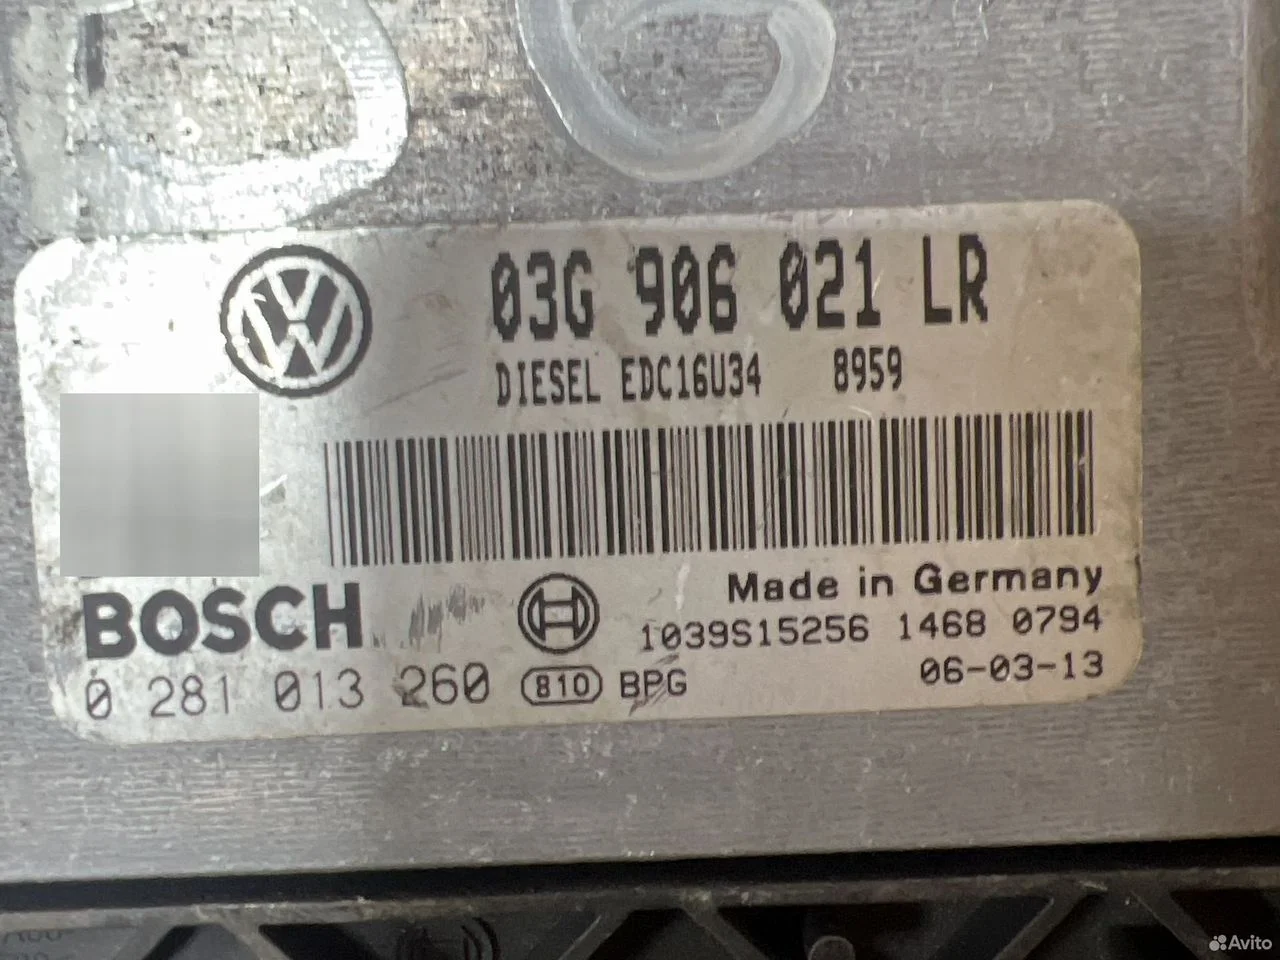 03G 906 021 LR
DIESEL EDC16U34 8959
BOSCH
Made in Germany
1039S15256 1468 0794
0 281 013 260 810 BPG
06-03-13
Avito